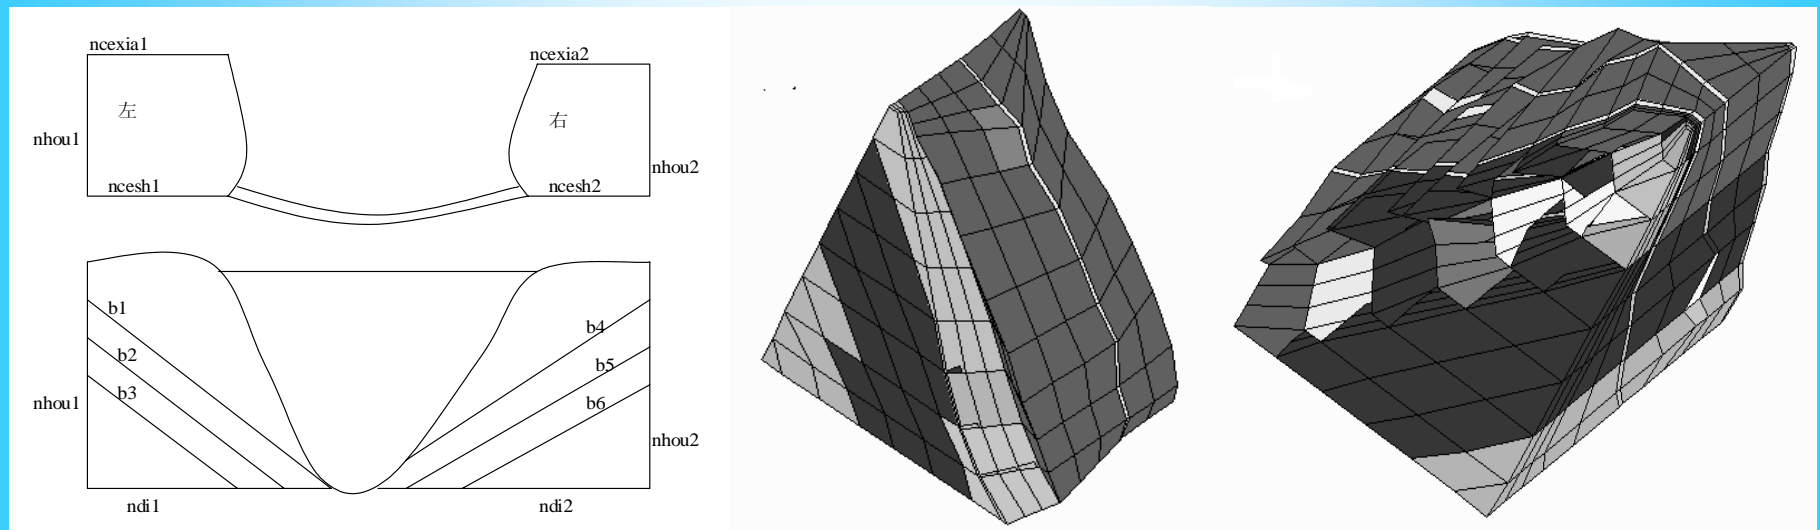 ncexia1
ncexia2
左
右
nhou1
nhou2
ncesh1
ncesh2
b1
b4
b2
b5
b3
b6
nhou1
nhou2
ndi1
ndi2